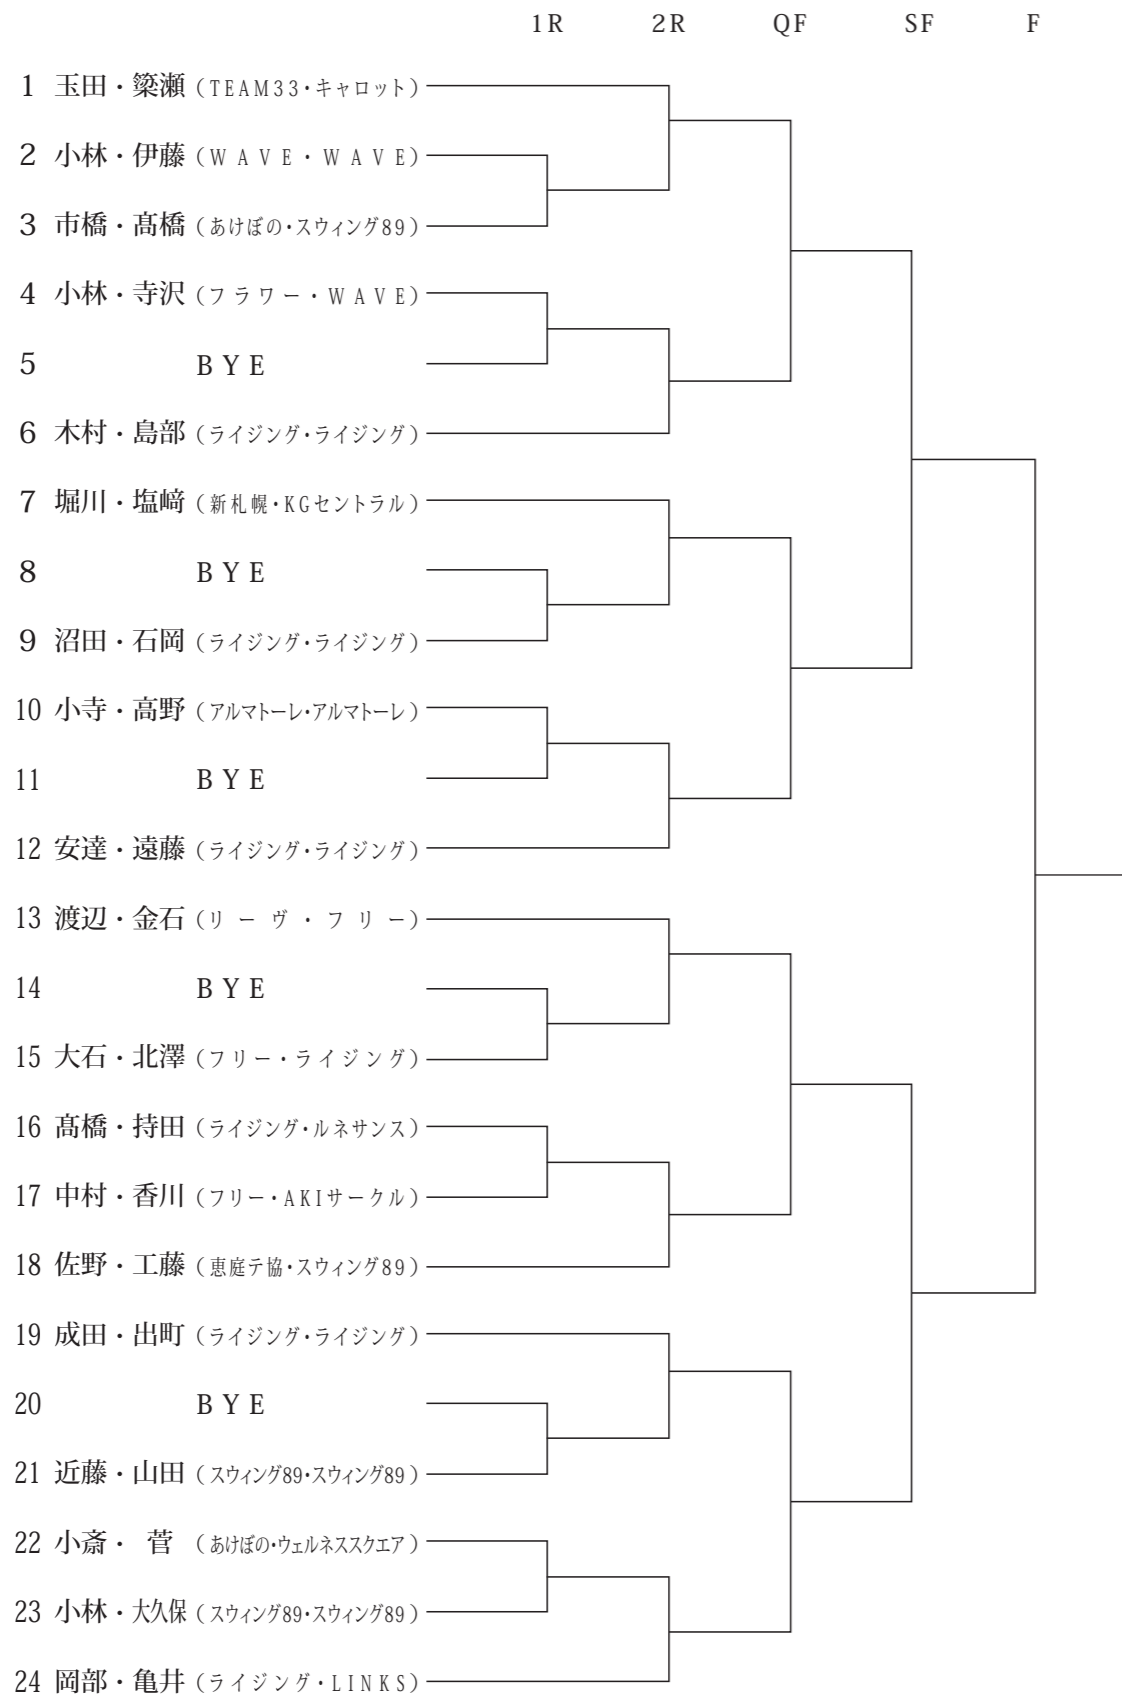 1R 2R QF SF F
1 玉田・簗瀬 (TEAM33・キャロット)
2 小林・伊藤 (WAVE・WAVE)
3 市橋・髙橋 (あけぼの・スウィング89)
4 小林・寺沢 (フラワー・WAVE)
5 BYE
6 木村・島部 (ライジング・ライジング)
7 堀川・塩﨑 (新札幌・KGセントラル)
8 BYE
9 沼田・石岡 (ライジング・ライジング)
10 小寺・高野 (アルマトーレ・アルマトーレ)
11 BYE
12 安達・遠藤 (ライジング・ライジング)
13 渡辺・金石 (リーヴ・フリー)
14 BYE
15 大石・北澤 (フリー・ライジング)
16 髙橋・持田 (ライジング・ルネサンス)
17 中村・香川 (フリー・AKIサークル)
18 佐野・工藤 (恵庭テ協・スウィング89)
19 成田・出町 (ライジング・ライジング)
20 BYE
21 近藤・山田 (スウィング89・スウィング89)
22 小斎・菅 (あけぼの・ウェルネススクエア)
23 小林・大久保 (スウィング89・スウィング89)
24 岡部・亀井 (ライジング・LINKS)